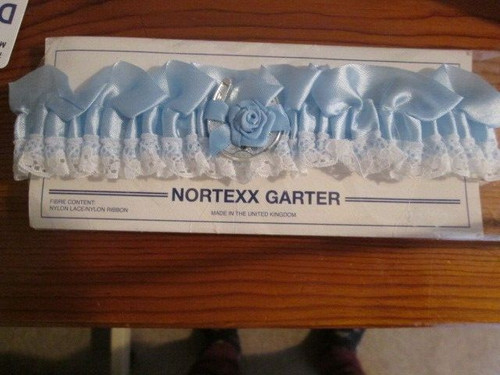 D
NORTEXX GARTER
FIBRE CONTENT:
NYLON LACE/NYLON RIBBON
MADE IN THE UNITED KINGDOM